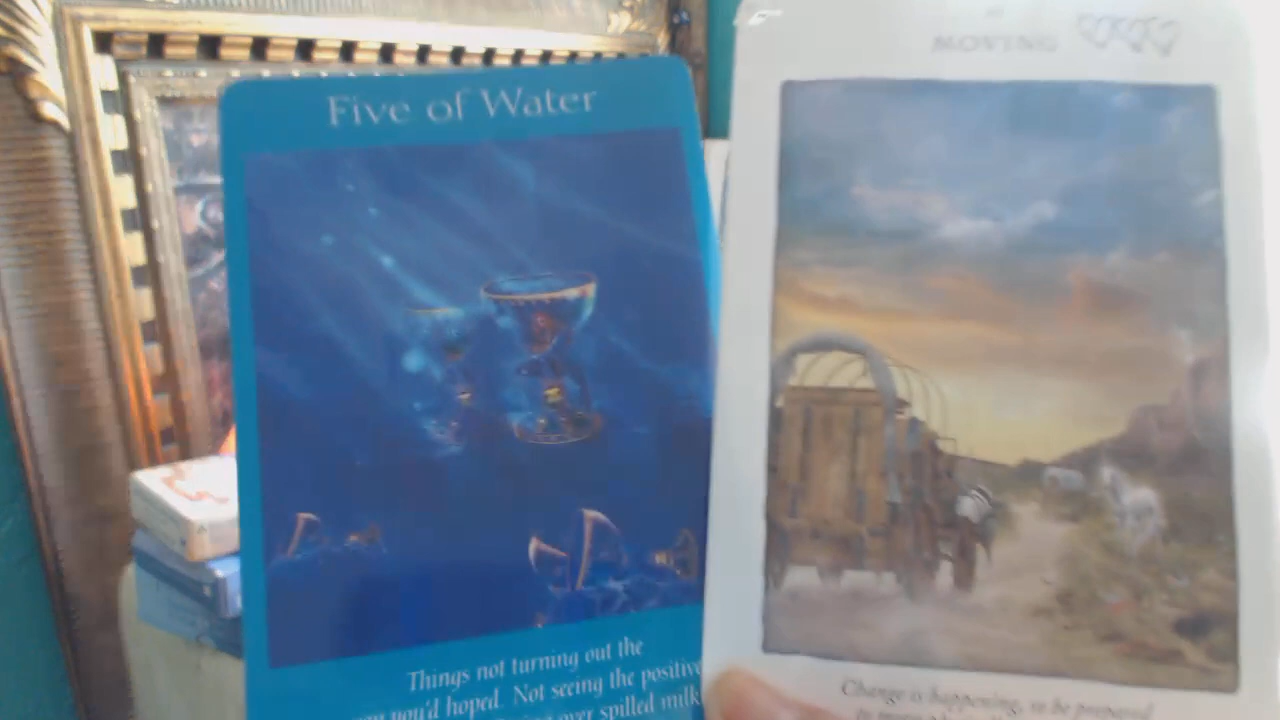 Five of Water
Things not turning out the
you'd hoped. Not seeing the positive
over spilled milk
MOVING
Change is happening, so be prepared